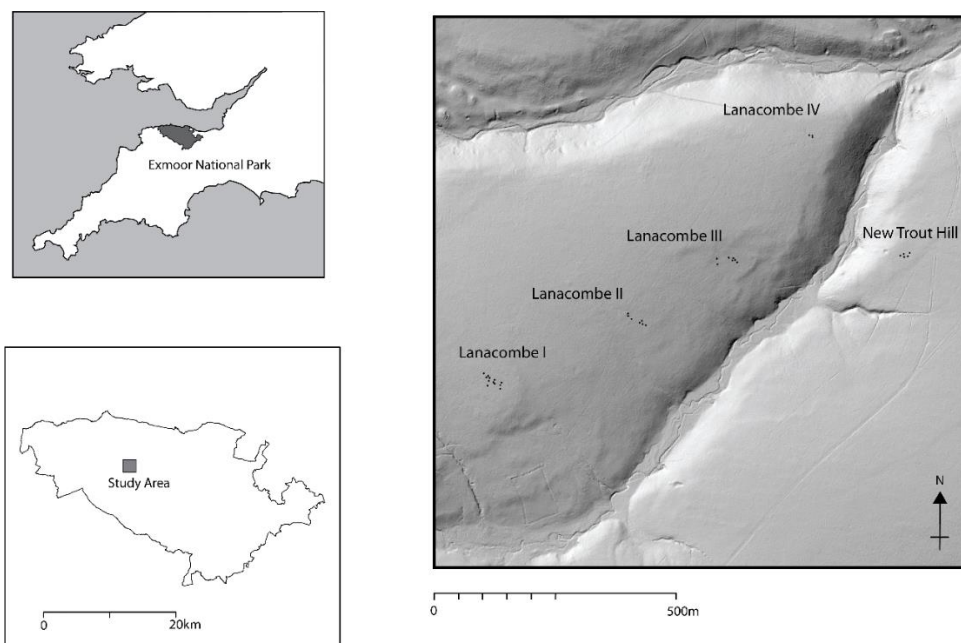 Exmoor National Park
Study Area
0
20km
Lanacombe IV
Lanacombe III
New Trout Hill
Lanacombe II
Lanacombe I
N
0
500m